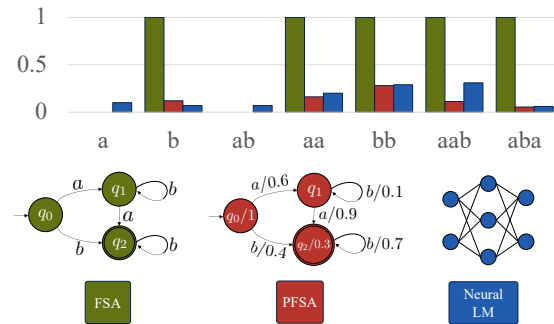 1
0.5
0
a b ab aa bb aab aba
q₀ a q₁ b
b a q₂ b
q₀/1 a/0.6 q₁ b/0.1
b/0.4 a/0.9 q₂/0.3 b/0.7
FSA
PFSA
Neural
LM